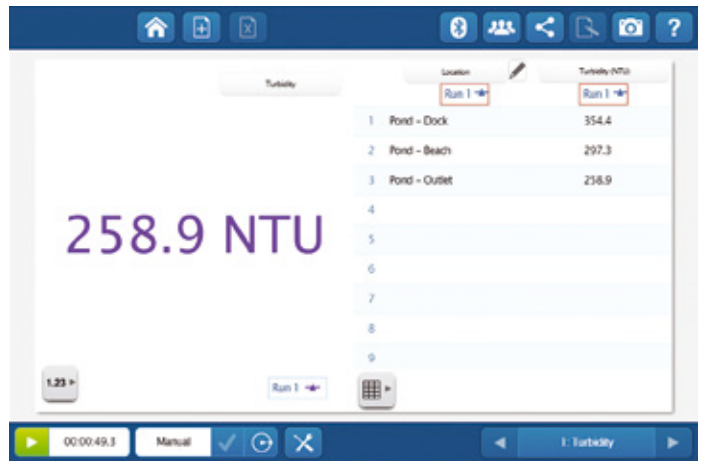 ?
Turbidity
Location
Turbidity (NTU)
Run 1
Run 1
1 Pond – Dock 354.4
2 Pond – Beach 297.3
3 Pond – Outlet 258.9
4
5
6
7
8
9
258.9 NTU
1.23
Run 1
00:00:49.3
Manual
1: Turbidity